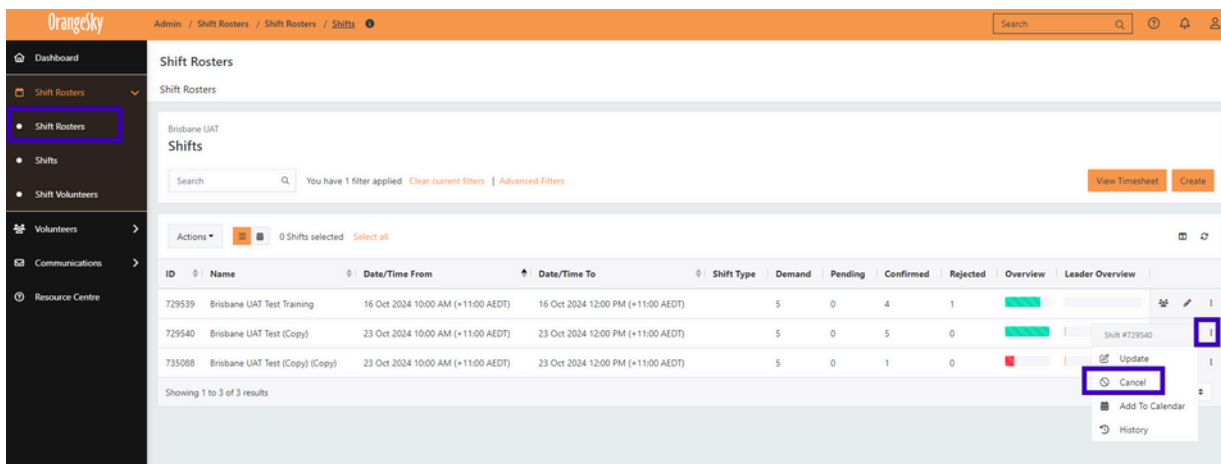 OrangeSky
Admin / Shift Rosters / Shift Rosters / Shifts
Search
Dashboard
Shift Rosters
Shift Rosters
Shifts
Shift Volunteers
Volunteers
Communications
Resource Centre
Shift Rosters
Shift Rosters
Brisbane UAT
Shifts
Search You have 1 filter applied Clear current filters | Advanced Filters View Timesheet Create
Actions 0 Shifts selected Select all
ID Name Date/Time From Date/Time To Shift Type Demand Pending Confirmed Rejected Overview Leader Overview
729539 Brisbane UAT Test Training 16 Oct 2024 10:00 AM (+11:00 AEDT) 16 Oct 2024 12:00 PM (+11:00 AEDT) 5 0 4 1
729540 Brisbane UAT Test (Copy) 23 Oct 2024 10:00 AM (+11:00 AEDT) 23 Oct 2024 12:00 PM (+11:00 AEDT) 5 0 5 0
735088 Brisbane UAT Test (Copy) (Copy) 23 Oct 2024 10:00 AM (+11:00 AEDT) 23 Oct 2024 12:00 PM (+11:00 AEDT) 5 0 1 0
Showing 1 to 3 of 3 results
Shift #729540
Update
Cancel
Add To Calendar
History